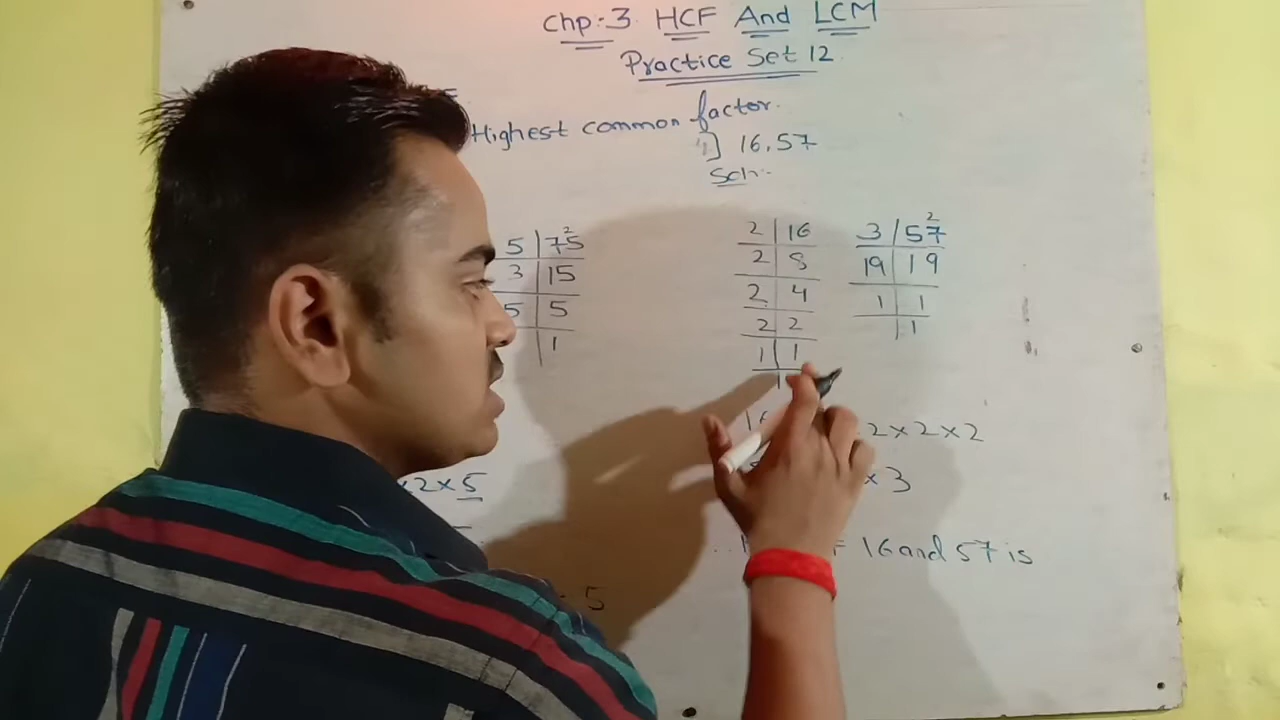 Chp:-3. HCF And LCM
Practice Set 12.
Highest common factor.
] 16,57
Soln:-
5 | 75
3 | 15
5 | 5
| 1
2 | 16
2 | 8
2 | 4
2 | 2
1 | 1
| 1
2
3 | 57
19 | 19
1 | 1
| 1
2×2×2
×3
×2×5
16 and 57 is
5